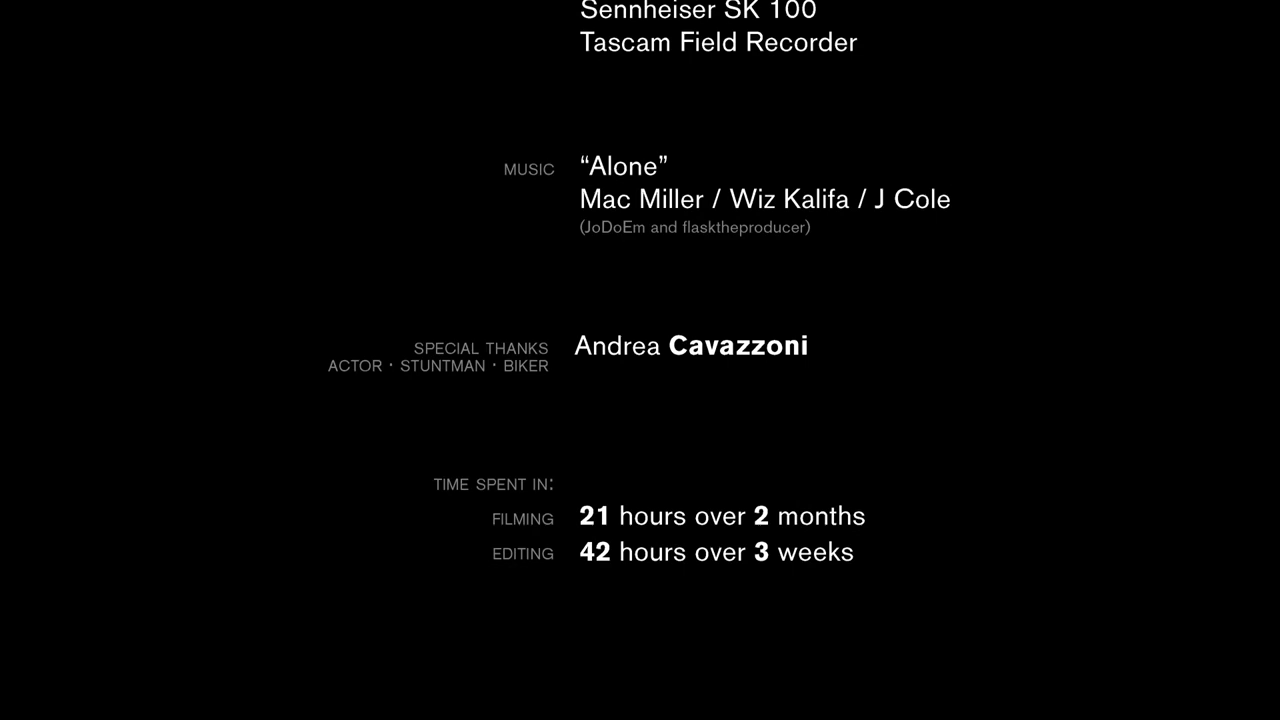 Sennheiser SK 100
Tascam Field Recorder
MUSIC “Alone”
Mac Miller / Wiz Kalifa / J Cole
(JoDoEm and flasktheproducer)
SPECIAL THANKS Andrea Cavazzoni
ACTOR · STUNTMAN · BIKER
TIME SPENT IN:
FILMING 21 hours over 2 months
EDITING 42 hours over 3 weeks